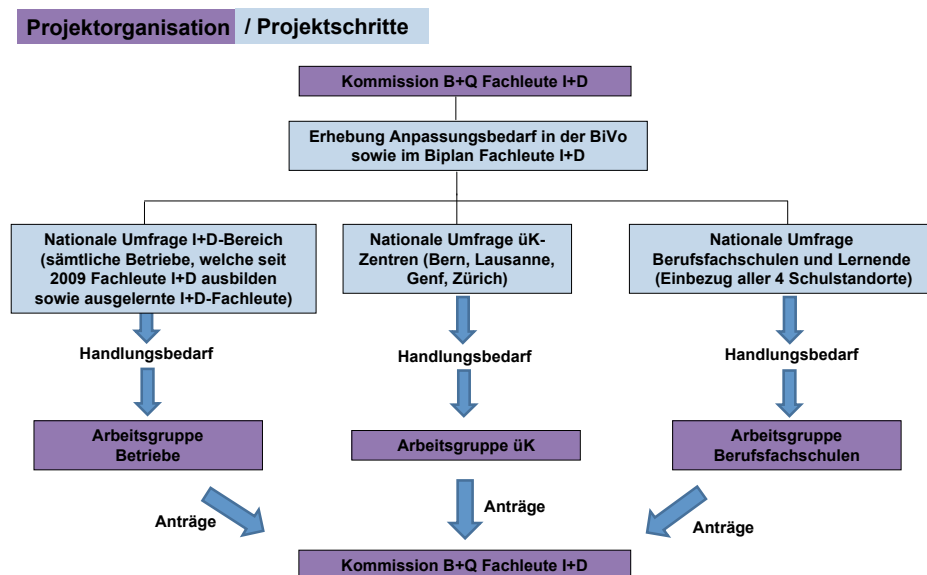 Projektorganisation / Projektschritte
Kommission B+Q Fachleute I+D
Erhebung Anpassungsbedarf in der BiVo
sowie im Biplan Fachleute I+D
Nationale Umfrage I+D-Bereich
(sämtliche Betriebe, welche seit
2009 Fachleute I+D ausbilden
sowie ausgelernte I+D-Fachleute)
Nationale Umfrage üK-
Zentren (Bern, Lausanne,
Genf, Zürich)
Nationale Umfrage
Berufsfachschulen und Lernende
(Einbezug aller 4 Schulstandorte)
Handlungsbedarf
Handlungsbedarf
Handlungsbedarf
Arbeitsgruppe
Betriebe
Arbeitsgruppe üK
Arbeitsgruppe
Berufsfachschulen
Anträge
Anträge
Anträge
Kommission B+Q Fachleute I+D